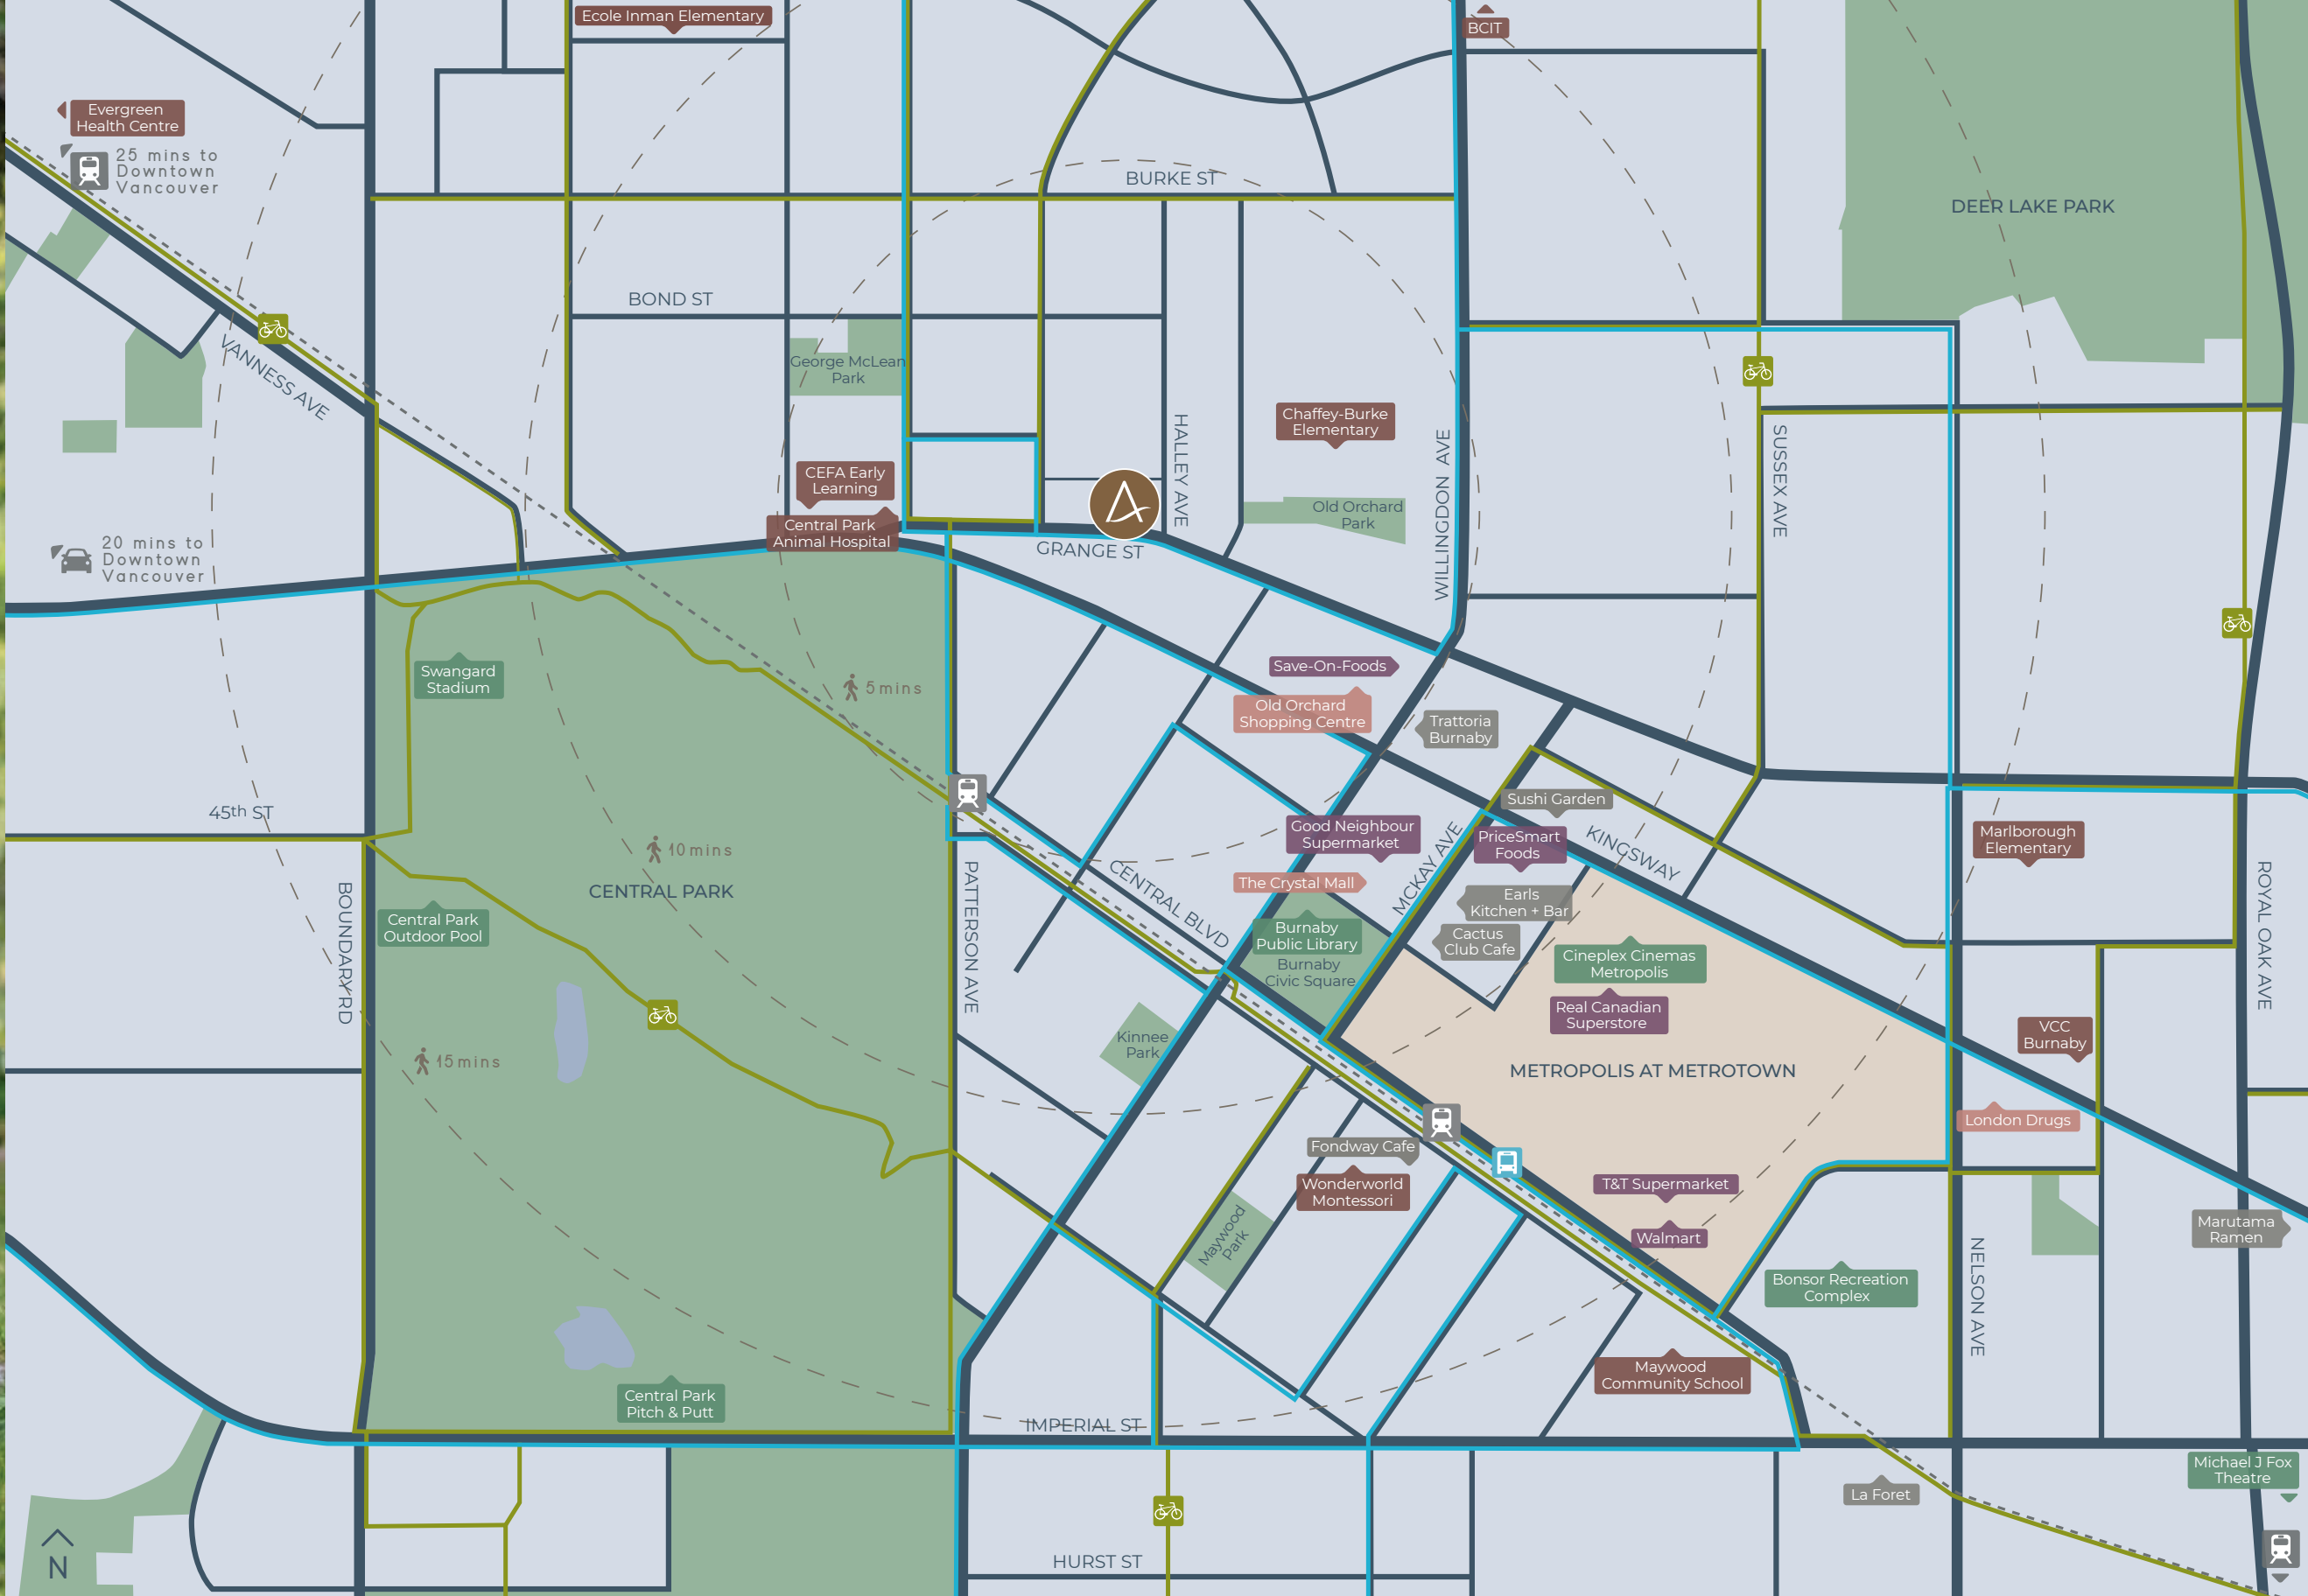 Ecole Inman Elementary
BCIT
Evergreen
Health Centre
25 mins to
Downtown
Vancouver
BURKE ST
DEER LAKE PARK
BOND ST
VANNESS AVE
George McLean
Park
HALLEY AVE
Chaffey-Burke
Elementary
WILLINGDON AVE
SUSSEX AVE
CEFA Early
Learning
Central Park
Animal Hospital
Old Orchard
Park
GRANGE ST
20 mins to
Downtown
Vancouver
Swangard
Stadium
5 mins
Save-On-Foods
Old Orchard
Shopping Centre
Trattoria
Burnaby
Sushi Garden
45th ST
Good Neighbour
Supermarket
PriceSmart
Foods
KINGSWAY
Marlborough
Elementary
10 mins
CENTRAL PARK
PATTERSON AVE
CENTRAL BLVD
The Crystal Mall
MCKAY AVE
Earls
Kitchen + Bar
ROYAL OAK AVE
BOUNDARY RD
Central Park
Outdoor Pool
Burnaby
Public Library
Burnaby
Civic Square
Cactus
Club Cafe
Cineplex Cinemas
Metropolis
Real Canadian
Superstore
VCC
Burnaby
Kinnee
Park
15 mins
METROPOLIS AT METROTOWN
London Drugs
Fondway Cafe
Wonderworld
Montessori
T&T Supermarket
Maywood
Park
Walmart
Marutama
Ramen
Bonsor Recreation
Complex
NELSON AVE
Maywood
Community School
Central Park
Pitch & Putt
IMPERIAL ST
Michael J Fox
Theatre
La Foret
N
HURST ST